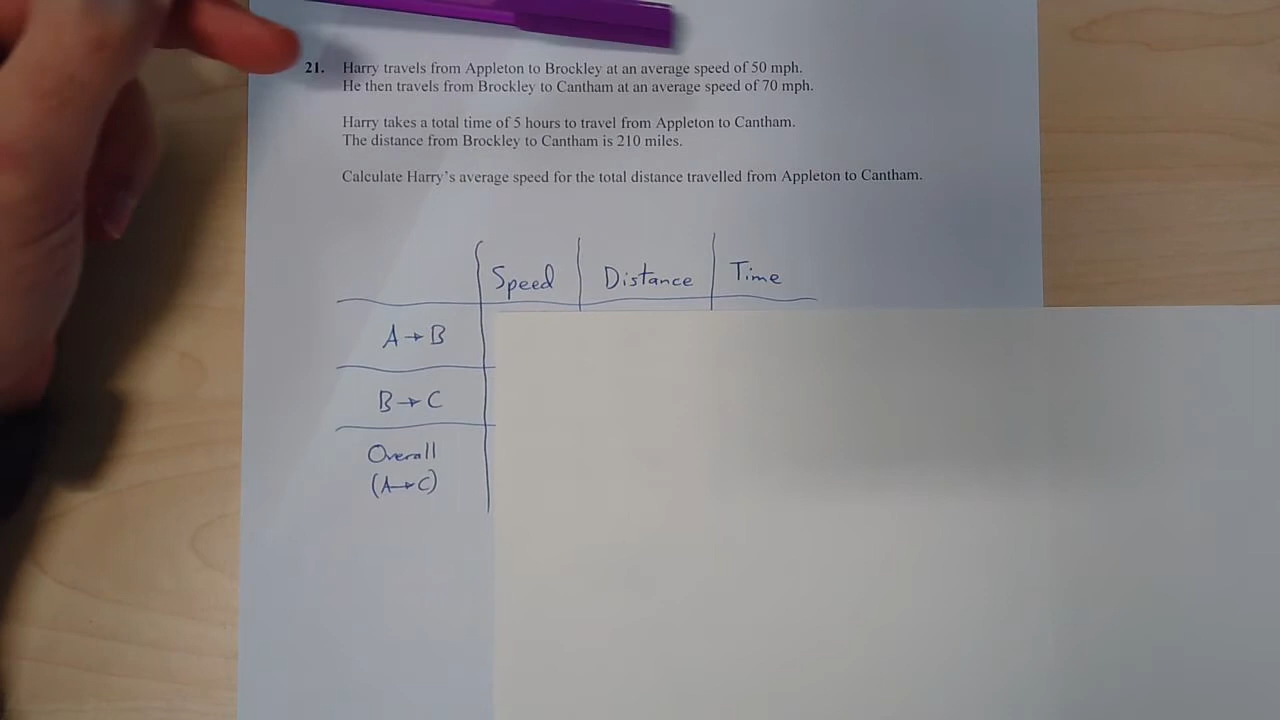 21. Harry travels from Appleton to Brockley at an average speed of 50 mph.
He then travels from Brockley to Cantham at an average speed of 70 mph.
Harry takes a total time of 5 hours to travel from Appleton to Cantham.
The distance from Brockley to Cantham is 210 miles.
Calculate Harry's average speed for the total distance travelled from Appleton to Cantham.
Speed Distance Time
A→B
B→C
Overall
(A→C)